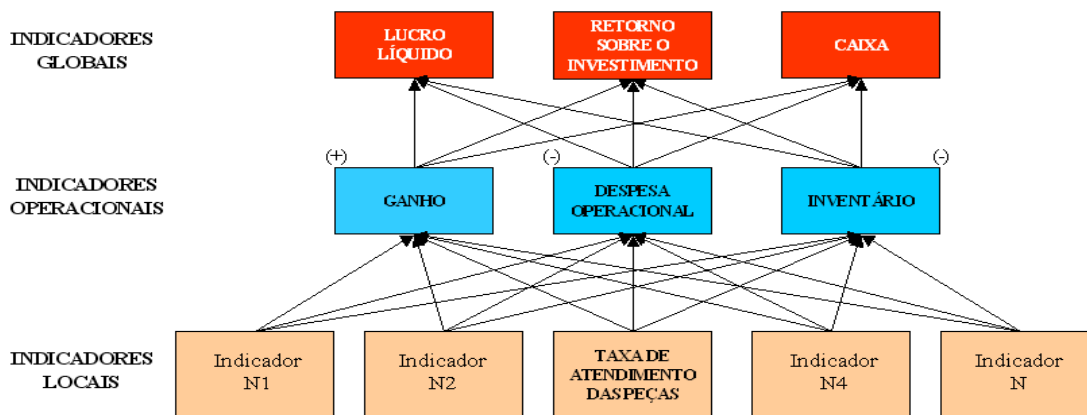 INDICADORES
GLOBAIS
LUCRO
LÍQUIDO
RETORNO
SOBRE O
INVESTIMENTO
CAIXA
(+)
(-)
(-)
INDICADORES
OPERACIONAIS
GANHO
DESPESA
OPERACIONAL
INVENTÁRIO
INDICADORES
LOCAIS
Indicador
N1
Indicador
N2
TAXA DE
ATENDIMENTO
DAS PEÇAS
Indicador
N4
Indicador
N